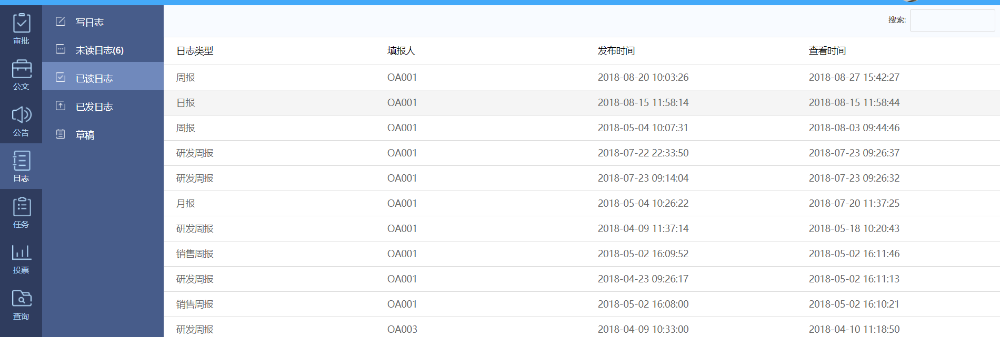 审批
公文
公告
日志
任务
投票
查询
写日志
未读日志(6)
已读日志
已发日志
草稿
搜索:
日志类型 填报人 发布时间 查看时间
周报 OA001 2018-08-20 10:03:26 2018-08-27 15:42:27
日报 OA001 2018-08-15 11:58:14 2018-08-15 11:58:44
周报 OA001 2018-05-04 10:07:31 2018-08-03 09:44:46
研发周报 OA001 2018-07-22 22:33:50 2018-07-23 09:26:37
研发周报 OA001 2018-07-23 09:14:04 2018-07-23 09:26:32
月报 OA001 2018-05-04 10:26:22 2018-07-20 11:37:25
研发周报 OA001 2018-04-09 11:37:14 2018-05-18 10:20:43
销售周报 OA001 2018-05-02 16:09:52 2018-05-02 16:11:46
研发周报 OA001 2018-04-23 09:26:17 2018-05-02 16:11:13
销售周报 OA001 2018-05-02 16:08:00 2018-05-02 16:10:21
研发周报 OA003 2018-04-09 10:33:00 2018-04-10 11:18:50